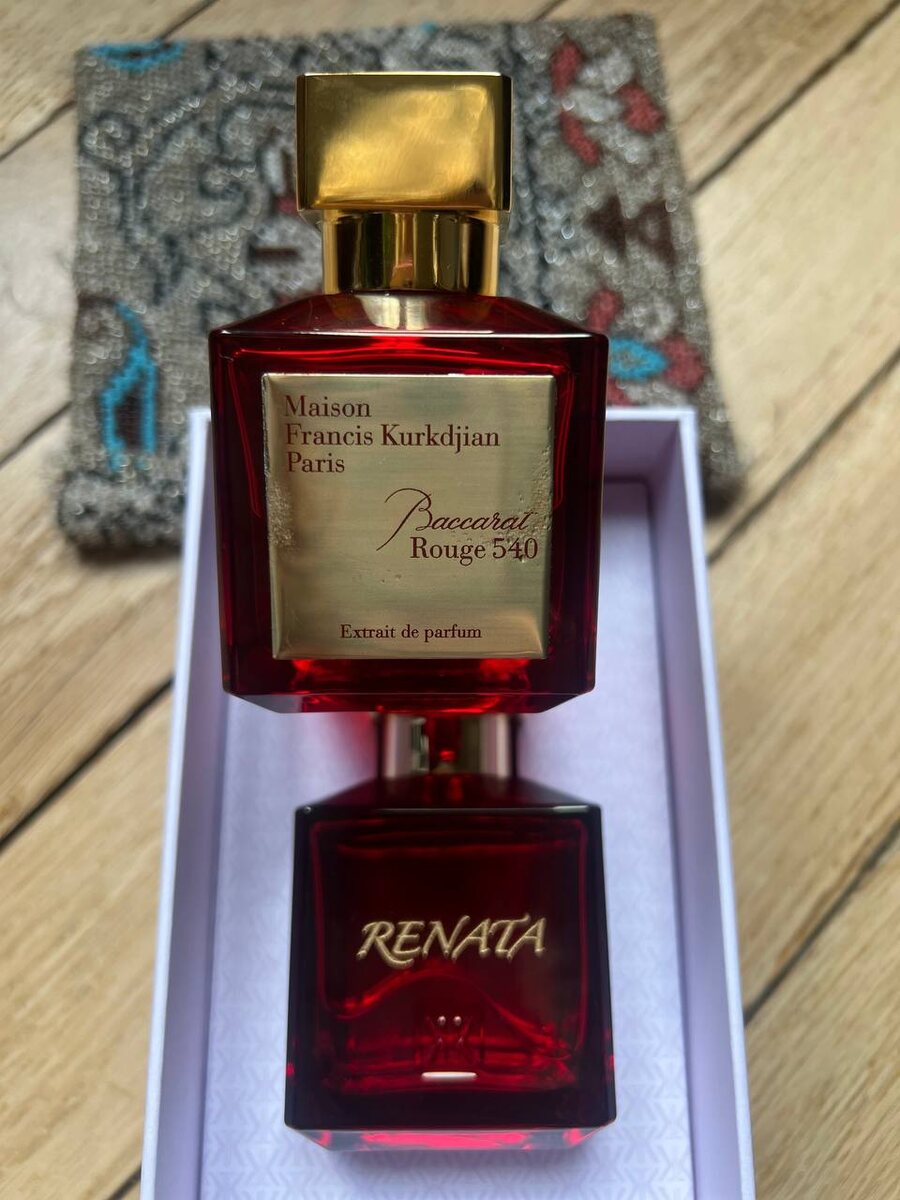 Maison
Francis Kurkdjian
Paris
Baccarat
Rouge 540
Extrait de parfum
RENATA